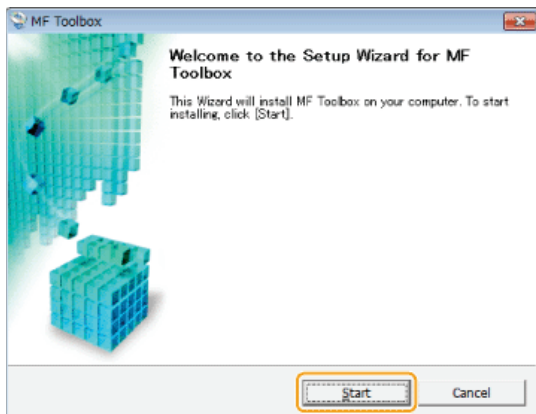 MF Toolbox
Welcome to the Setup Wizard for MF
Toolbox
This Wizard will install MF Toolbox on your computer. To start
installing, click [Start].
Start
Cancel